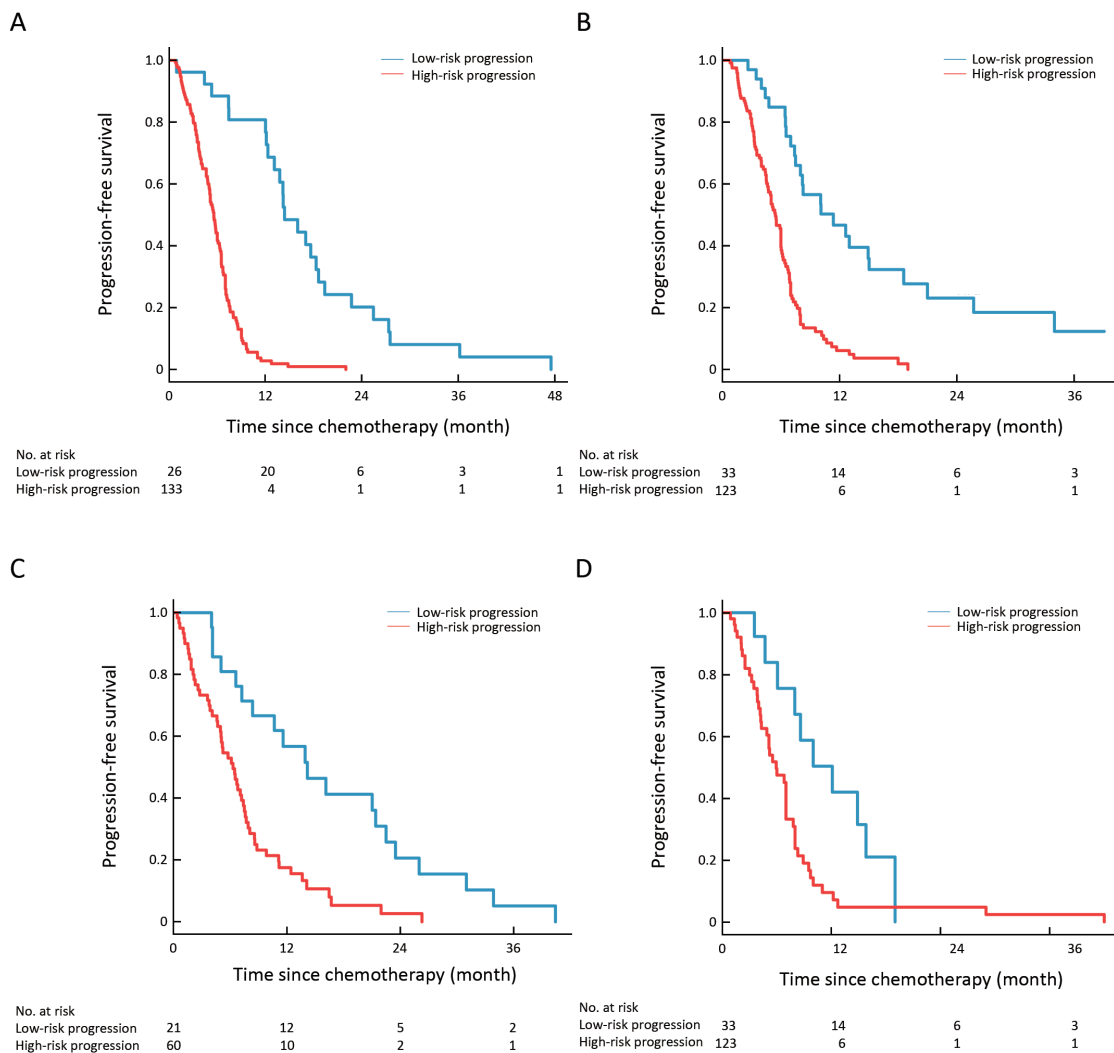 A
Low-risk progression
High-risk progression
Progression-free survival
1.0
0.8
0.6
0.4
0.2
0
0 12 24 36 48
Time since chemotherapy (month)
No. at risk
Low-risk progression 26 20 6 3 1
High-risk progression 133 4 1 1 1
B
Low-risk progression
High-risk progression
Progression-free survival
1.0
0.8
0.6
0.4
0.2
0
0 12 24 36
Time since chemotherapy (month)
No. at risk
Low-risk progression 33 14 6 3
High-risk progression 123 6 1 1
C
Low-risk progression
High-risk progression
Progression-free survival
1.0
0.8
0.6
0.4
0.2
0
0 12 24 36
Time since chemotherapy (month)
No. at risk
Low-risk progression 21 12 5 2
High-risk progression 60 10 2 1
D
Low-risk progression
High-risk progression
Progression-free survival
1.0
0.8
0.6
0.4
0.2
0
0 12 24 36
Time since chemotherapy (month)
No. at risk
Low-risk progression 33 14 6 3
High-risk progression 123 6 1 1